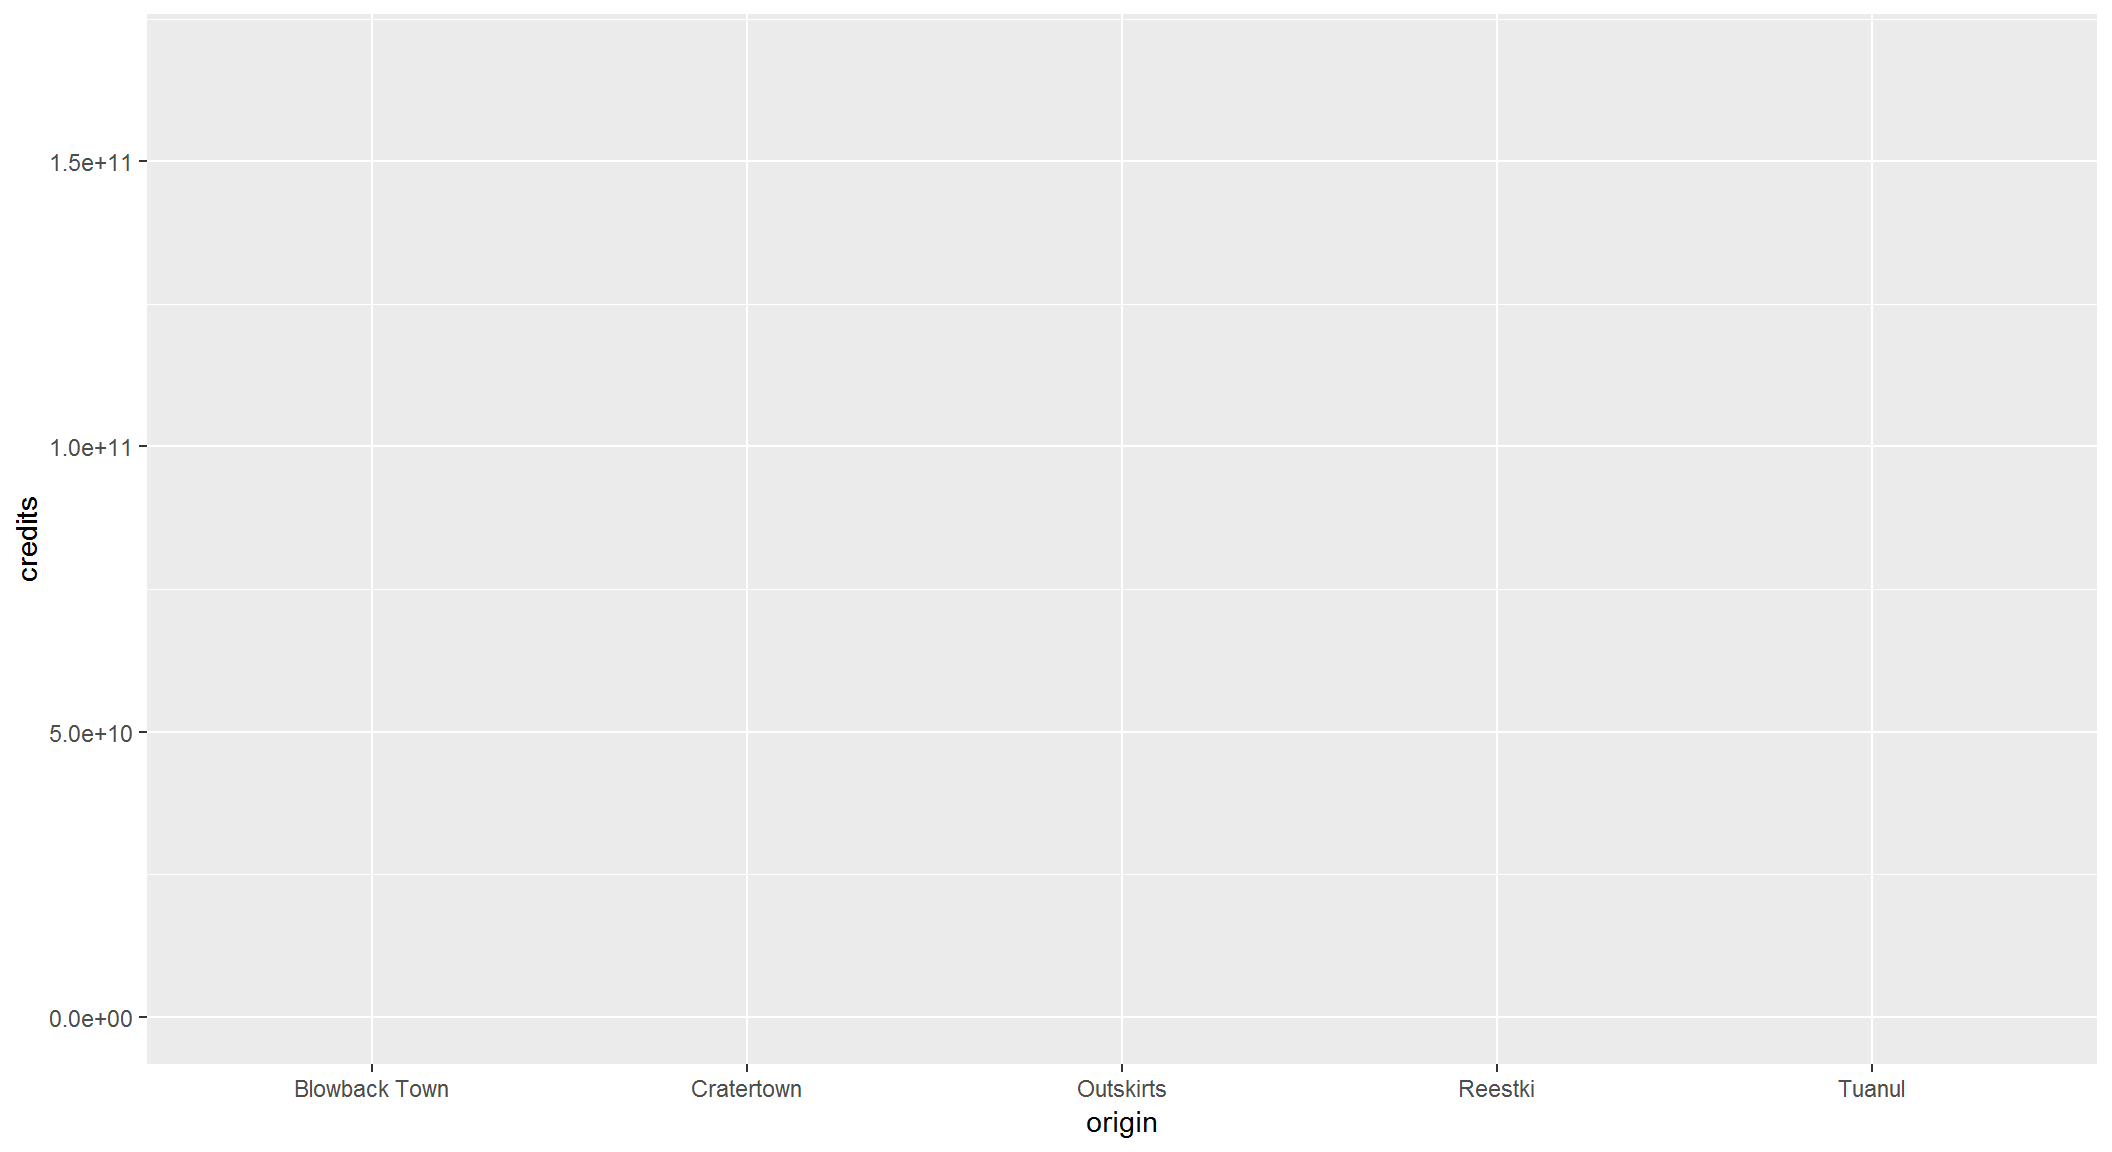 credits
1.5e+11
1.0e+11
5.0e+10
0.0e+00
Blowback Town Cratertown Outskirts Reestki Tuanul
origin